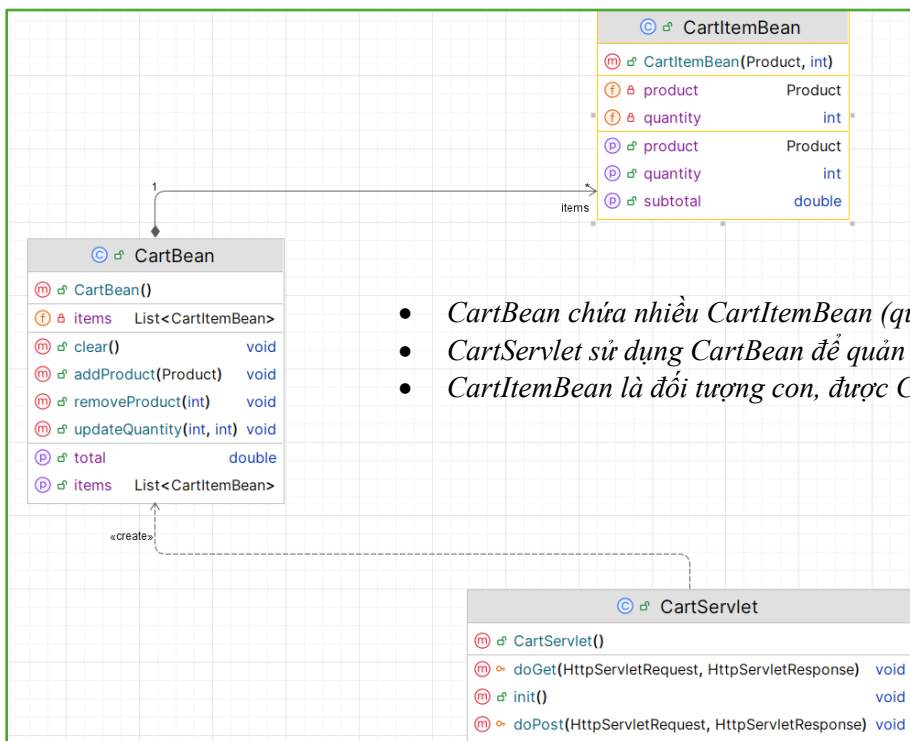 CartItemBean
CartItemBean(Product, int)
product Product
quantity int
product Product
quantity int
subtotal double
1
*
items
CartBean
CartBean()
items List<CartItemBean>
clear() void
addProduct(Product) void
removeProduct(int) void
updateQuantity(int, int) void
total double
items List<CartItemBean>
• CartBean chứa nhiều CartItemBean
• CartServlet sử dụng CartBean để quản
• CartItemBean là đối tượng con, được
«create»
CartServlet
CartServlet()
doGet(HttpServletRequest, HttpServletResponse) void
init() void
doPost(HttpServletRequest, HttpServletResponse) void